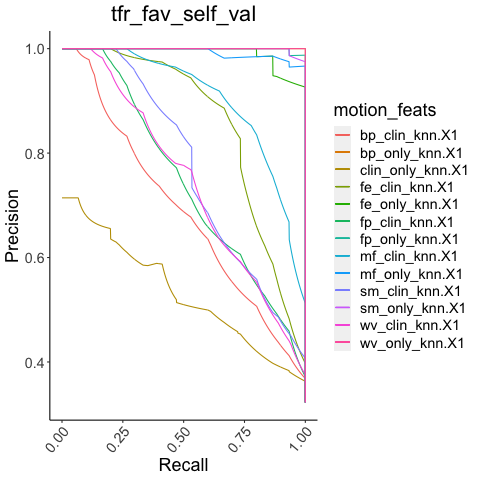 tfr_fav_self_val
1.0
0.8
0.6
0.4
Precision
0.00
0.25
0.50
0.75
1.00
Recall
motion_feats
bp_clin_knn.X1
bp_only_knn.X1
clin_only_knn.X1
fe_clin_knn.X1
fe_only_knn.X1
fp_clin_knn.X1
fp_only_knn.X1
mf_clin_knn.X1
mf_only_knn.X1
sm_clin_knn.X1
sm_only_knn.X1
wv_clin_knn.X1
wv_only_knn.X1